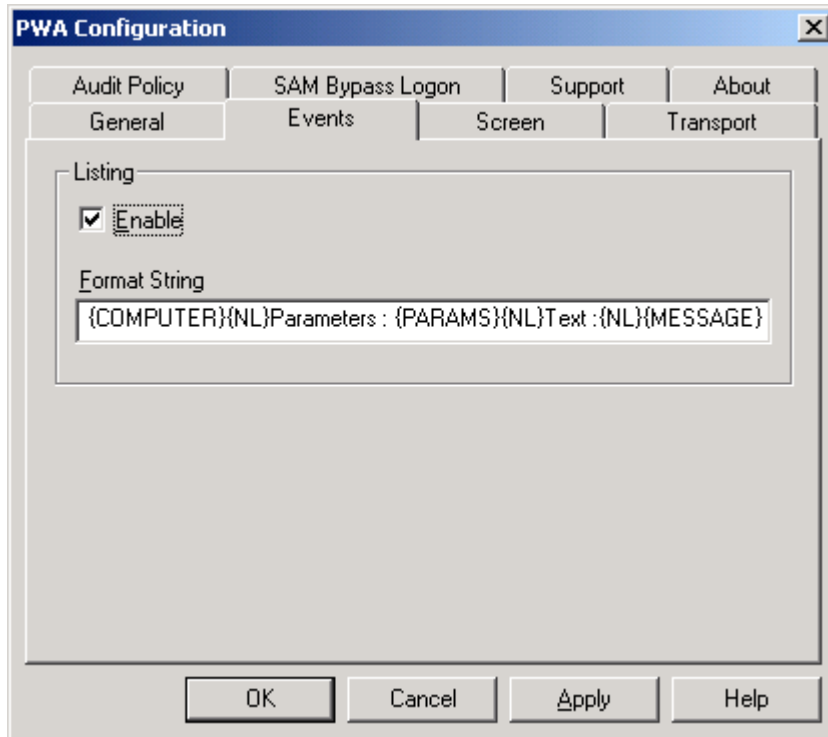 PWA Configuration
Audit Policy SAM Bypass Logon Support About
General Events Screen Transport
Listing
Enable
Format String
{COMPUTER}{NL}Parameters : {PARAMS}{NL}Text :{NL}{MESSAGE}
OK Cancel Apply Help